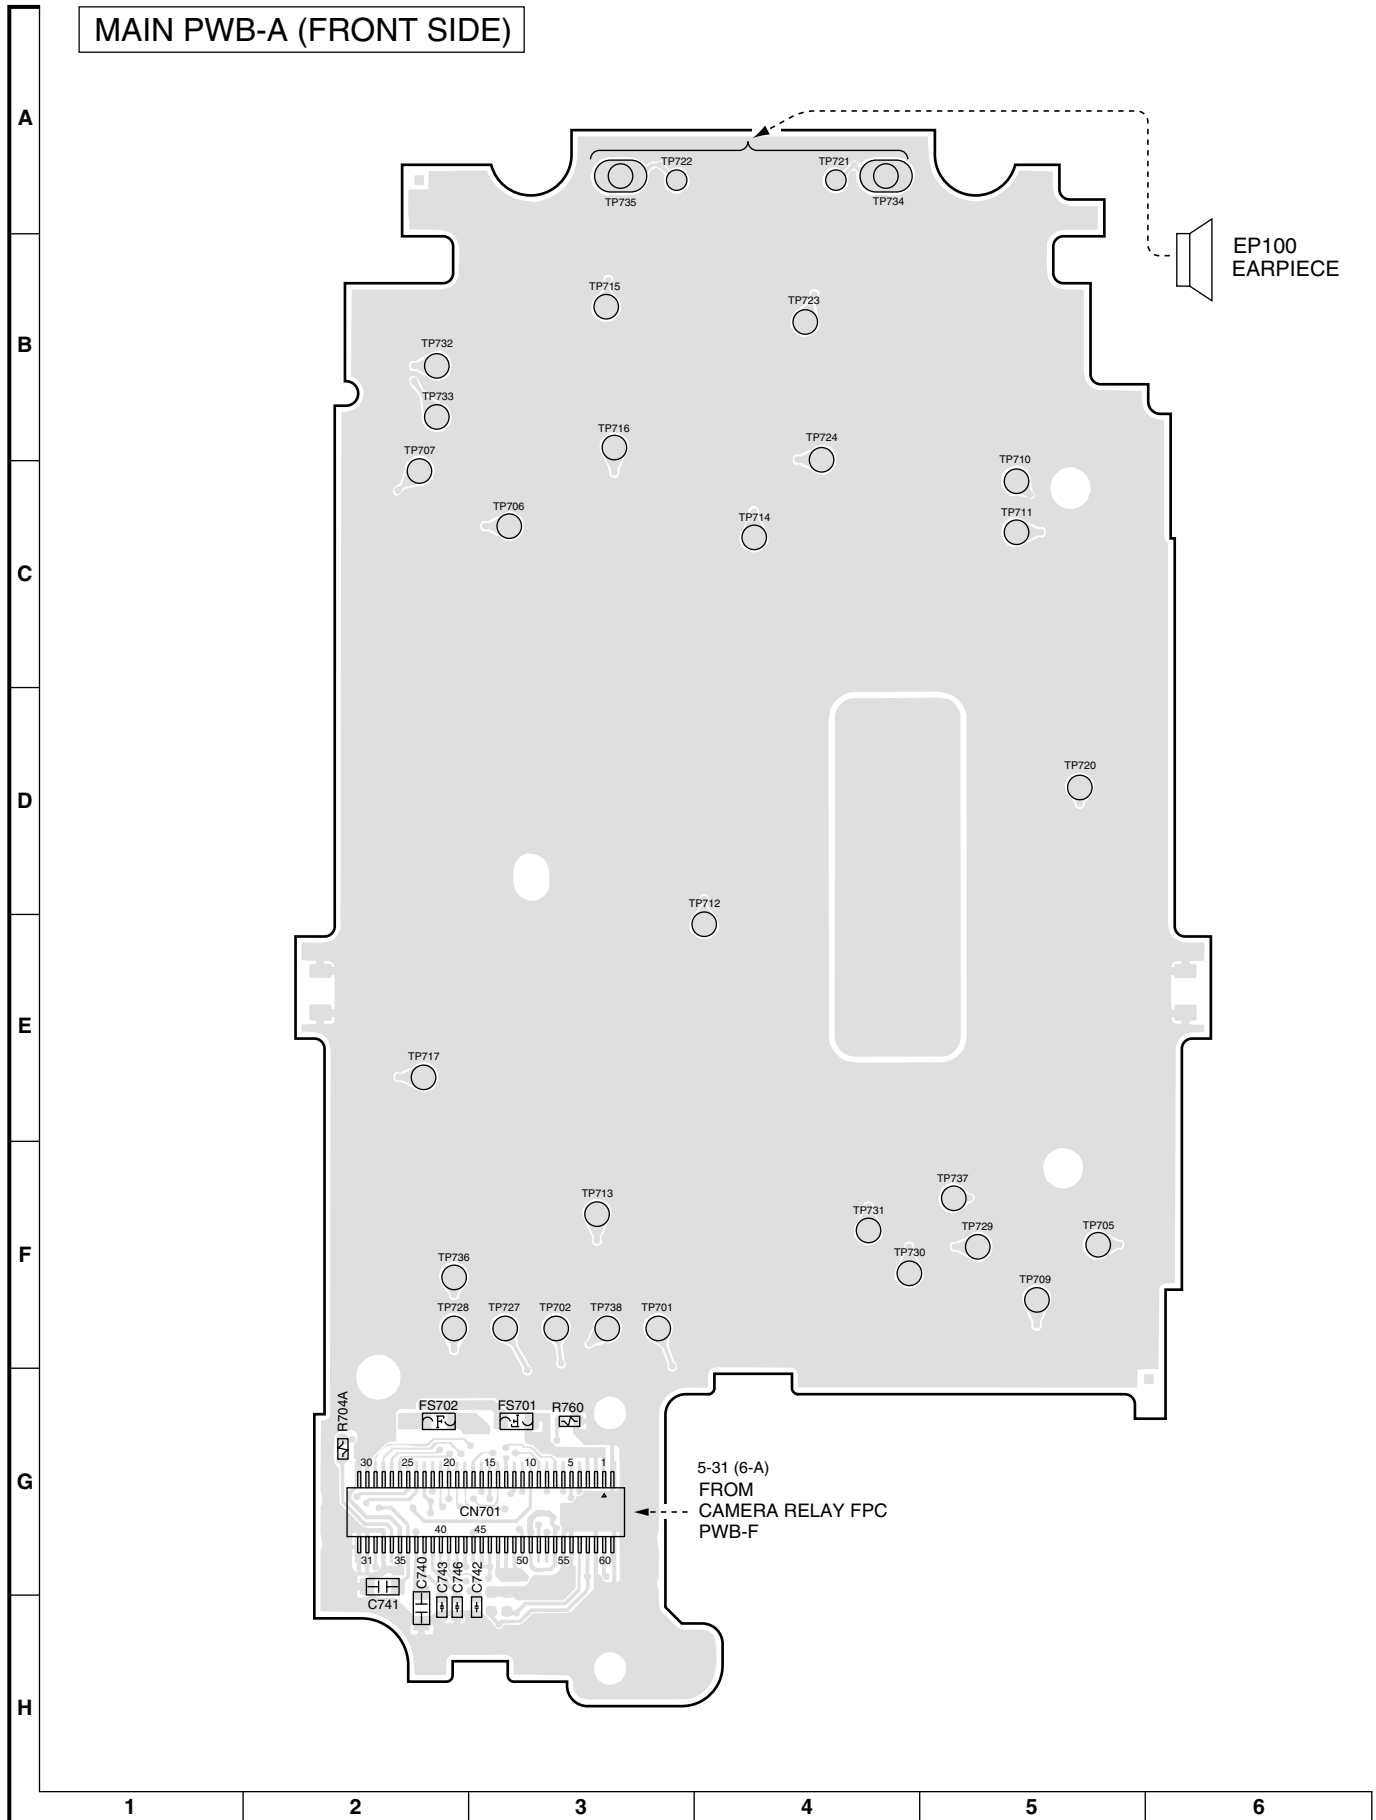 MAIN PWB-A (FRONT SIDE)
A
TP722
TP721
TP735
TP734
EP100
EARPIECE
TP715
TP723
B
TP732
TP733
TP716
TP724
TP707
TP710
TP706
TP714
TP711
C
TP720
D
TP712
E
TP717
TP737
TP713
TP731
TP729
TP705
F
TP730
TP736
TP709
TP728
TP727
TP702
TP738
TP701
R704A
FS702
FS701
R760
30
25
20
15
10
5
1
G
5-31 (6-A)
FROM
CAMERA RELAY FPC
PWB-F
CN701
40
45
31
35
50
55
60
C740
C743
C746
C742
C741
H
1
2
3
4
5
6